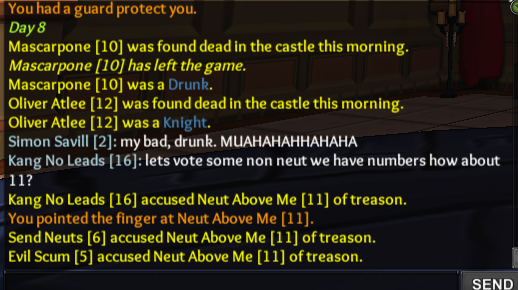 You had a guard protect you.
Day 8
Mascarpone [10] was found dead in the castle this morning.
Mascarpone [10] has left the game.
Mascarpone [10] was a Drunk.
Oliver Atlee [12] was found dead in the castle this morning.
Oliver Atlee [12] was a Knight.
Simon Savill [2]: my bad, drunk. MUAHAHAHHAHAHA
Kang No Leads [16]: lets vote some non neut we have numbers how about
11?
Kang No Leads [16] accused Neut Above Me [11] of treason.
You pointed the finger at Neut Above Me [11].
Send Neuts [6] accused Neut Above Me [11] of treason.
Evil Scum [5] accused Neut Above Me [11] of treason.
SEND